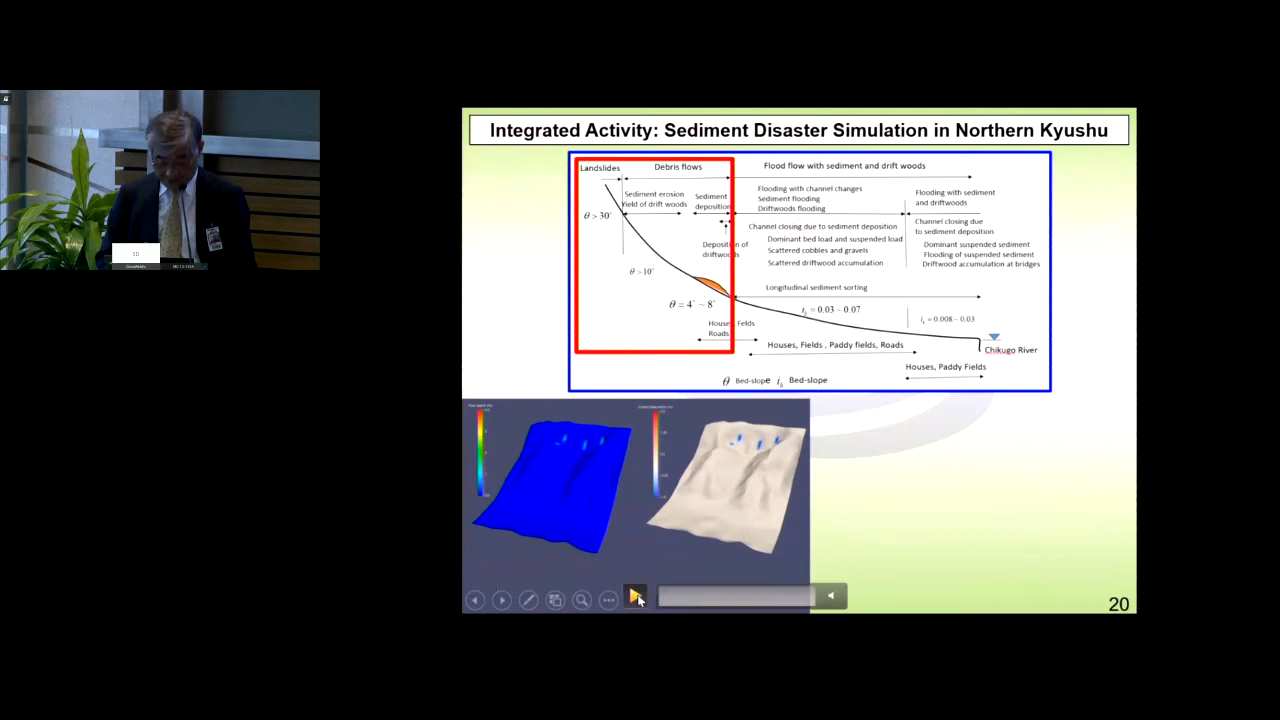 Integrated Activity: Sediment Disaster Simulation in Northern Kyushu
Landslides
Debris flows
Flood flow with sediment and drift woods
Sediment erosion
Yield of drift woods
Sediment
deposition
Flooding with channel changes
Sediment flooding
Driftwoods flooding
Flooding with sediment
and driftwoods
θ > 30°
Channel closing due to sediment deposition
Dominant bed load and suspended load
Scattered cobbles and gravels
Scattered driftwood accumulation
Channel closing due
to sediment deposition
Dominant suspended sediment
Flooding of suspended sediment
Driftwood accumulation at bridges
Deposition of
driftwoods
θ > 10°
Longitudinal sediment sorting
θ = 4° ~ 8°
i_b = 0.03 – 0.07
i_b = 0.008 – 0.03
Houses, Felds
Roads
Houses, Fields , Paddy fields, Roads
Chikugo River
Houses, Paddy Fields
θ Bed-slope i_b Bed-slope
20